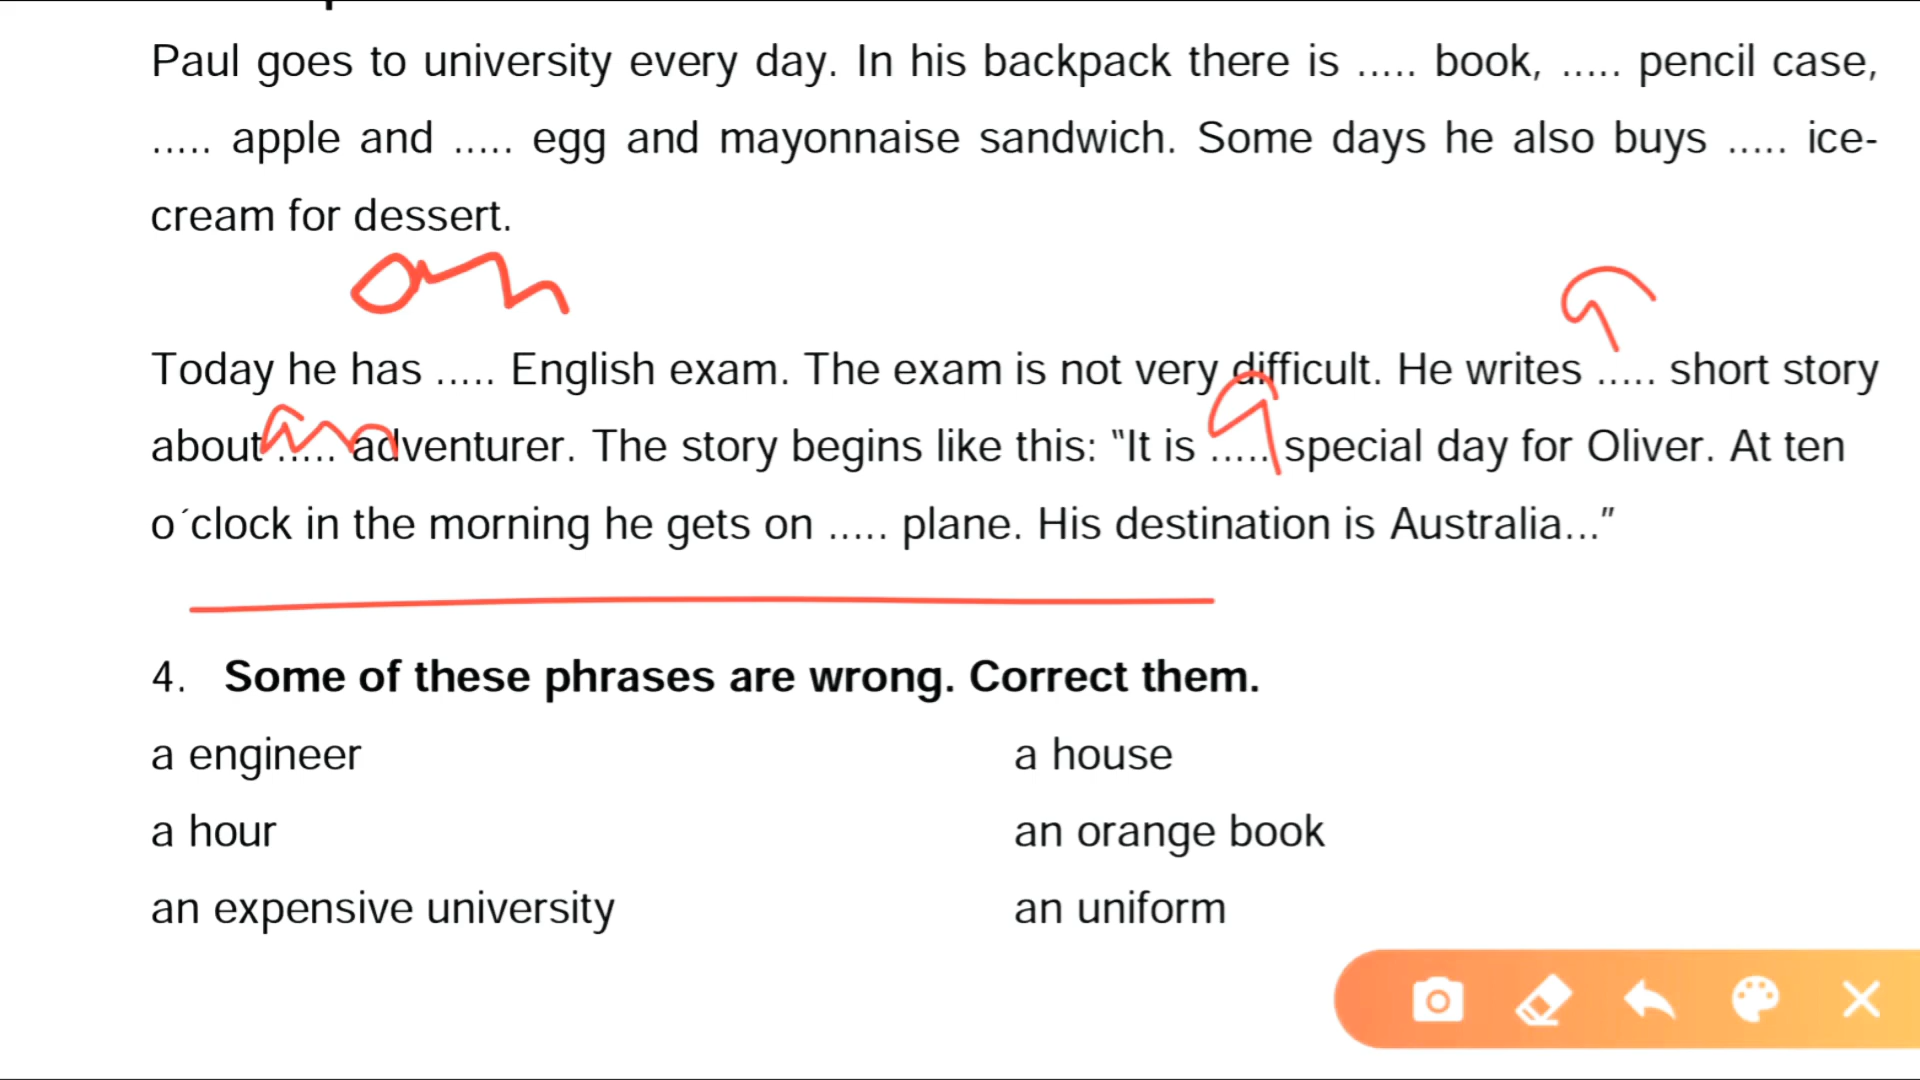 Paul goes to university every day. In his backpack there is ..... book, ..... pencil case,
..... apple and ..... egg and mayonnaise sandwich. Some days he also buys ..... ice-
cream for dessert.
an a
Today he has ..... English exam. The exam is not very difficult. He writes ..... short story
an a
about ..... adventurer. The story begins like this: “It is ..... special day for Oliver. At ten
o´clock in the morning he gets on ..... plane. His destination is Australia...”
4. Some of these phrases are wrong. Correct them.
a engineer a house
a hour an orange book
an expensive university an uniform